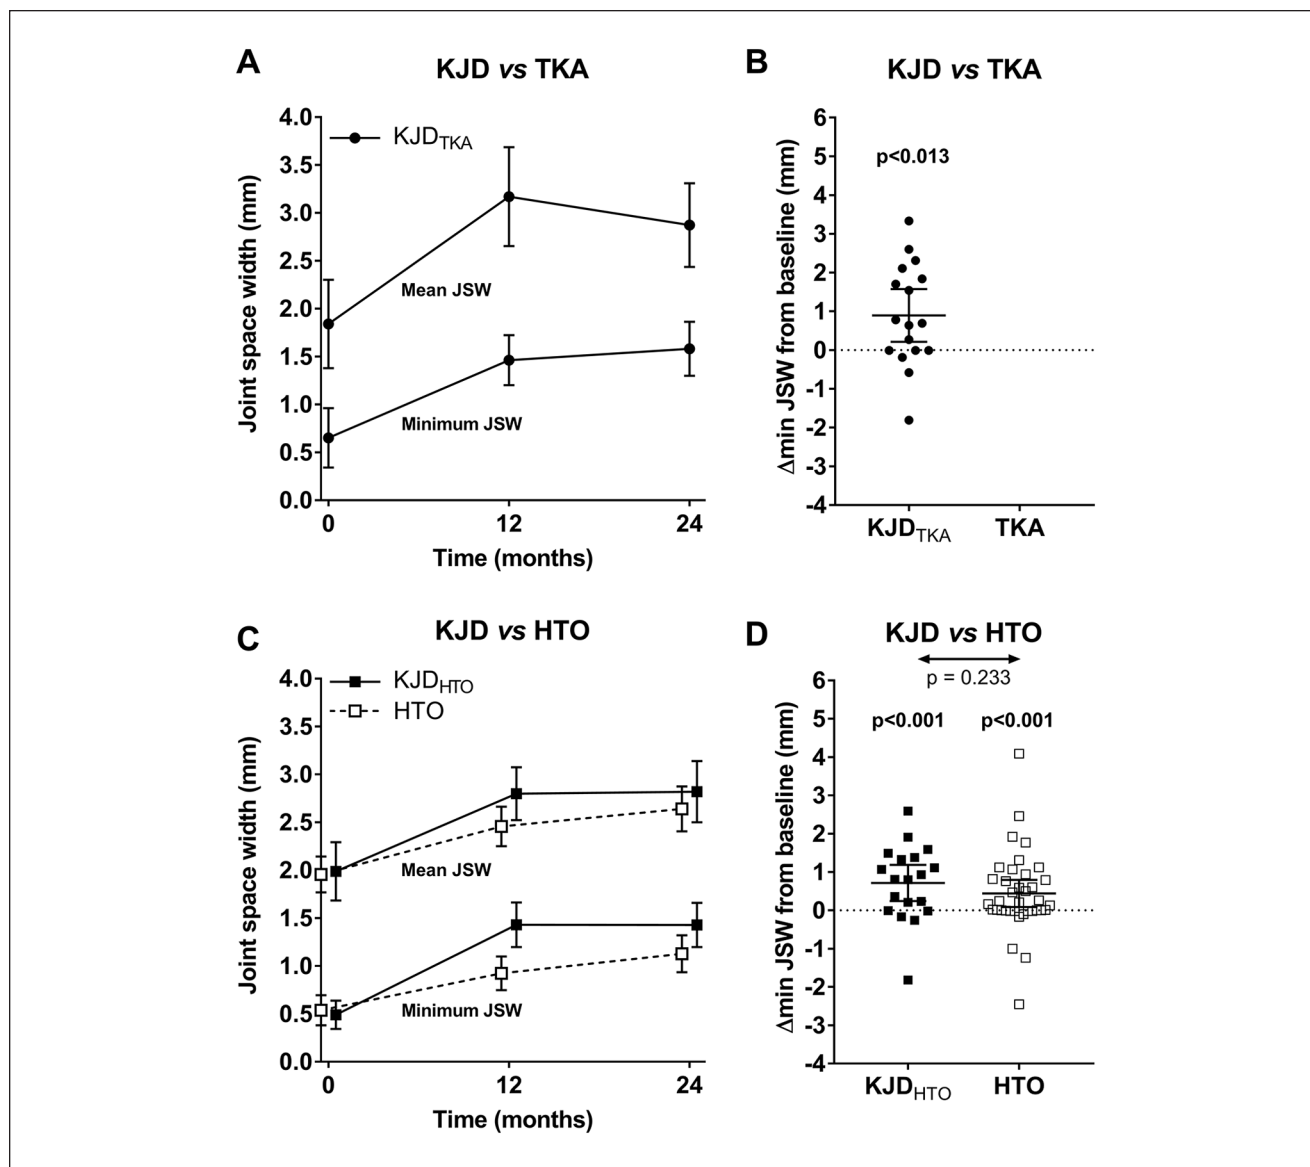 A
KJD vs TKA
4.0
3.5
3.0
2.5
2.0
1.5
1.0
0.5
0.0
Joint space width (mm)
KJDTKA
Mean JSW
Minimum JSW
0 12 24
Time (months)
B
KJD vs TKA
6
5
4
3
2
1
0
-1
-2
-3
-4
Δmin JSW from baseline (mm)
p<0.013
KJDTKA TKA
C
KJD vs HTO
4.0
3.5
3.0
2.5
2.0
1.5
1.0
0.5
0.0
Joint space width (mm)
KJDHTO
HTO
Mean JSW
Minimum JSW
0 12 24
Time (months)
D
KJD vs HTO
p = 0.233
6
5
4
3
2
1
0
-1
-2
-3
-4
Δmin JSW from baseline (mm)
p<0.001 p<0.001
KJDHTO HTO